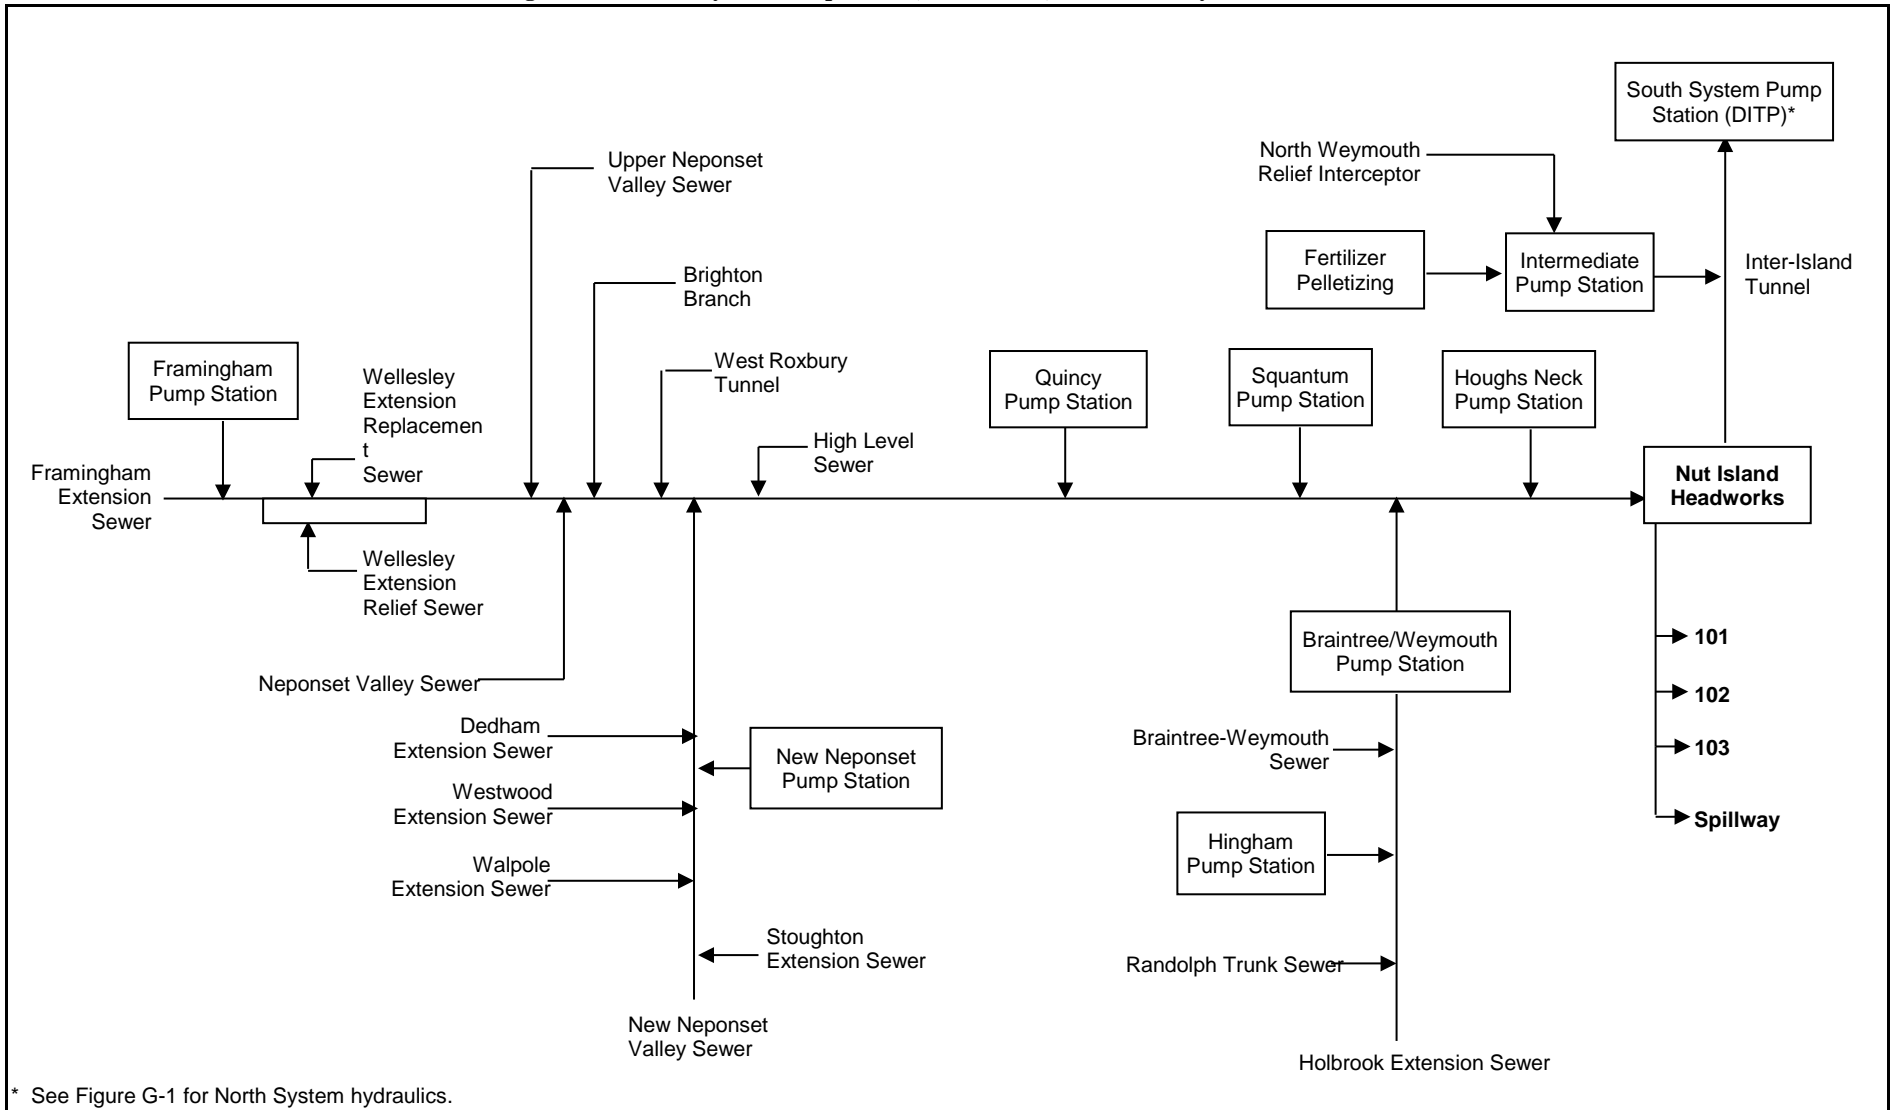 South System Pump
Station (DITP)*
North Weymouth
Relief Interceptor
Upper Neponset
Valley Sewer
Fertilizer
Pelletizing
Intermediate
Pump Station
Inter-Island
Tunnel
Brighton
Branch
Framingham
Pump Station
Wellesley
Extension
Replacemen
t
Sewer
West Roxbury
Tunnel
Quincy
Pump Station
Squantum
Pump Station
Houghs Neck
Pump Station
High Level
Sewer
Framingham
Extension
Sewer
Nut Island
Headworks
Wellesley
Extension
Relief Sewer
Braintree/Weymouth
Pump Station
101
Neponset Valley Sewer
102
Dedham
Extension Sewer
New Neponset
Pump Station
Braintree-Weymouth
Sewer
103
Westwood
Extension Sewer
Spillway
Hingham
Pump Station
Walpole
Extension Sewer
Stoughton
Extension Sewer
Randolph Trunk Sewer
New Neponset
Valley Sewer
Holbrook Extension Sewer
* See Figure G-1 for North System hydraulics.